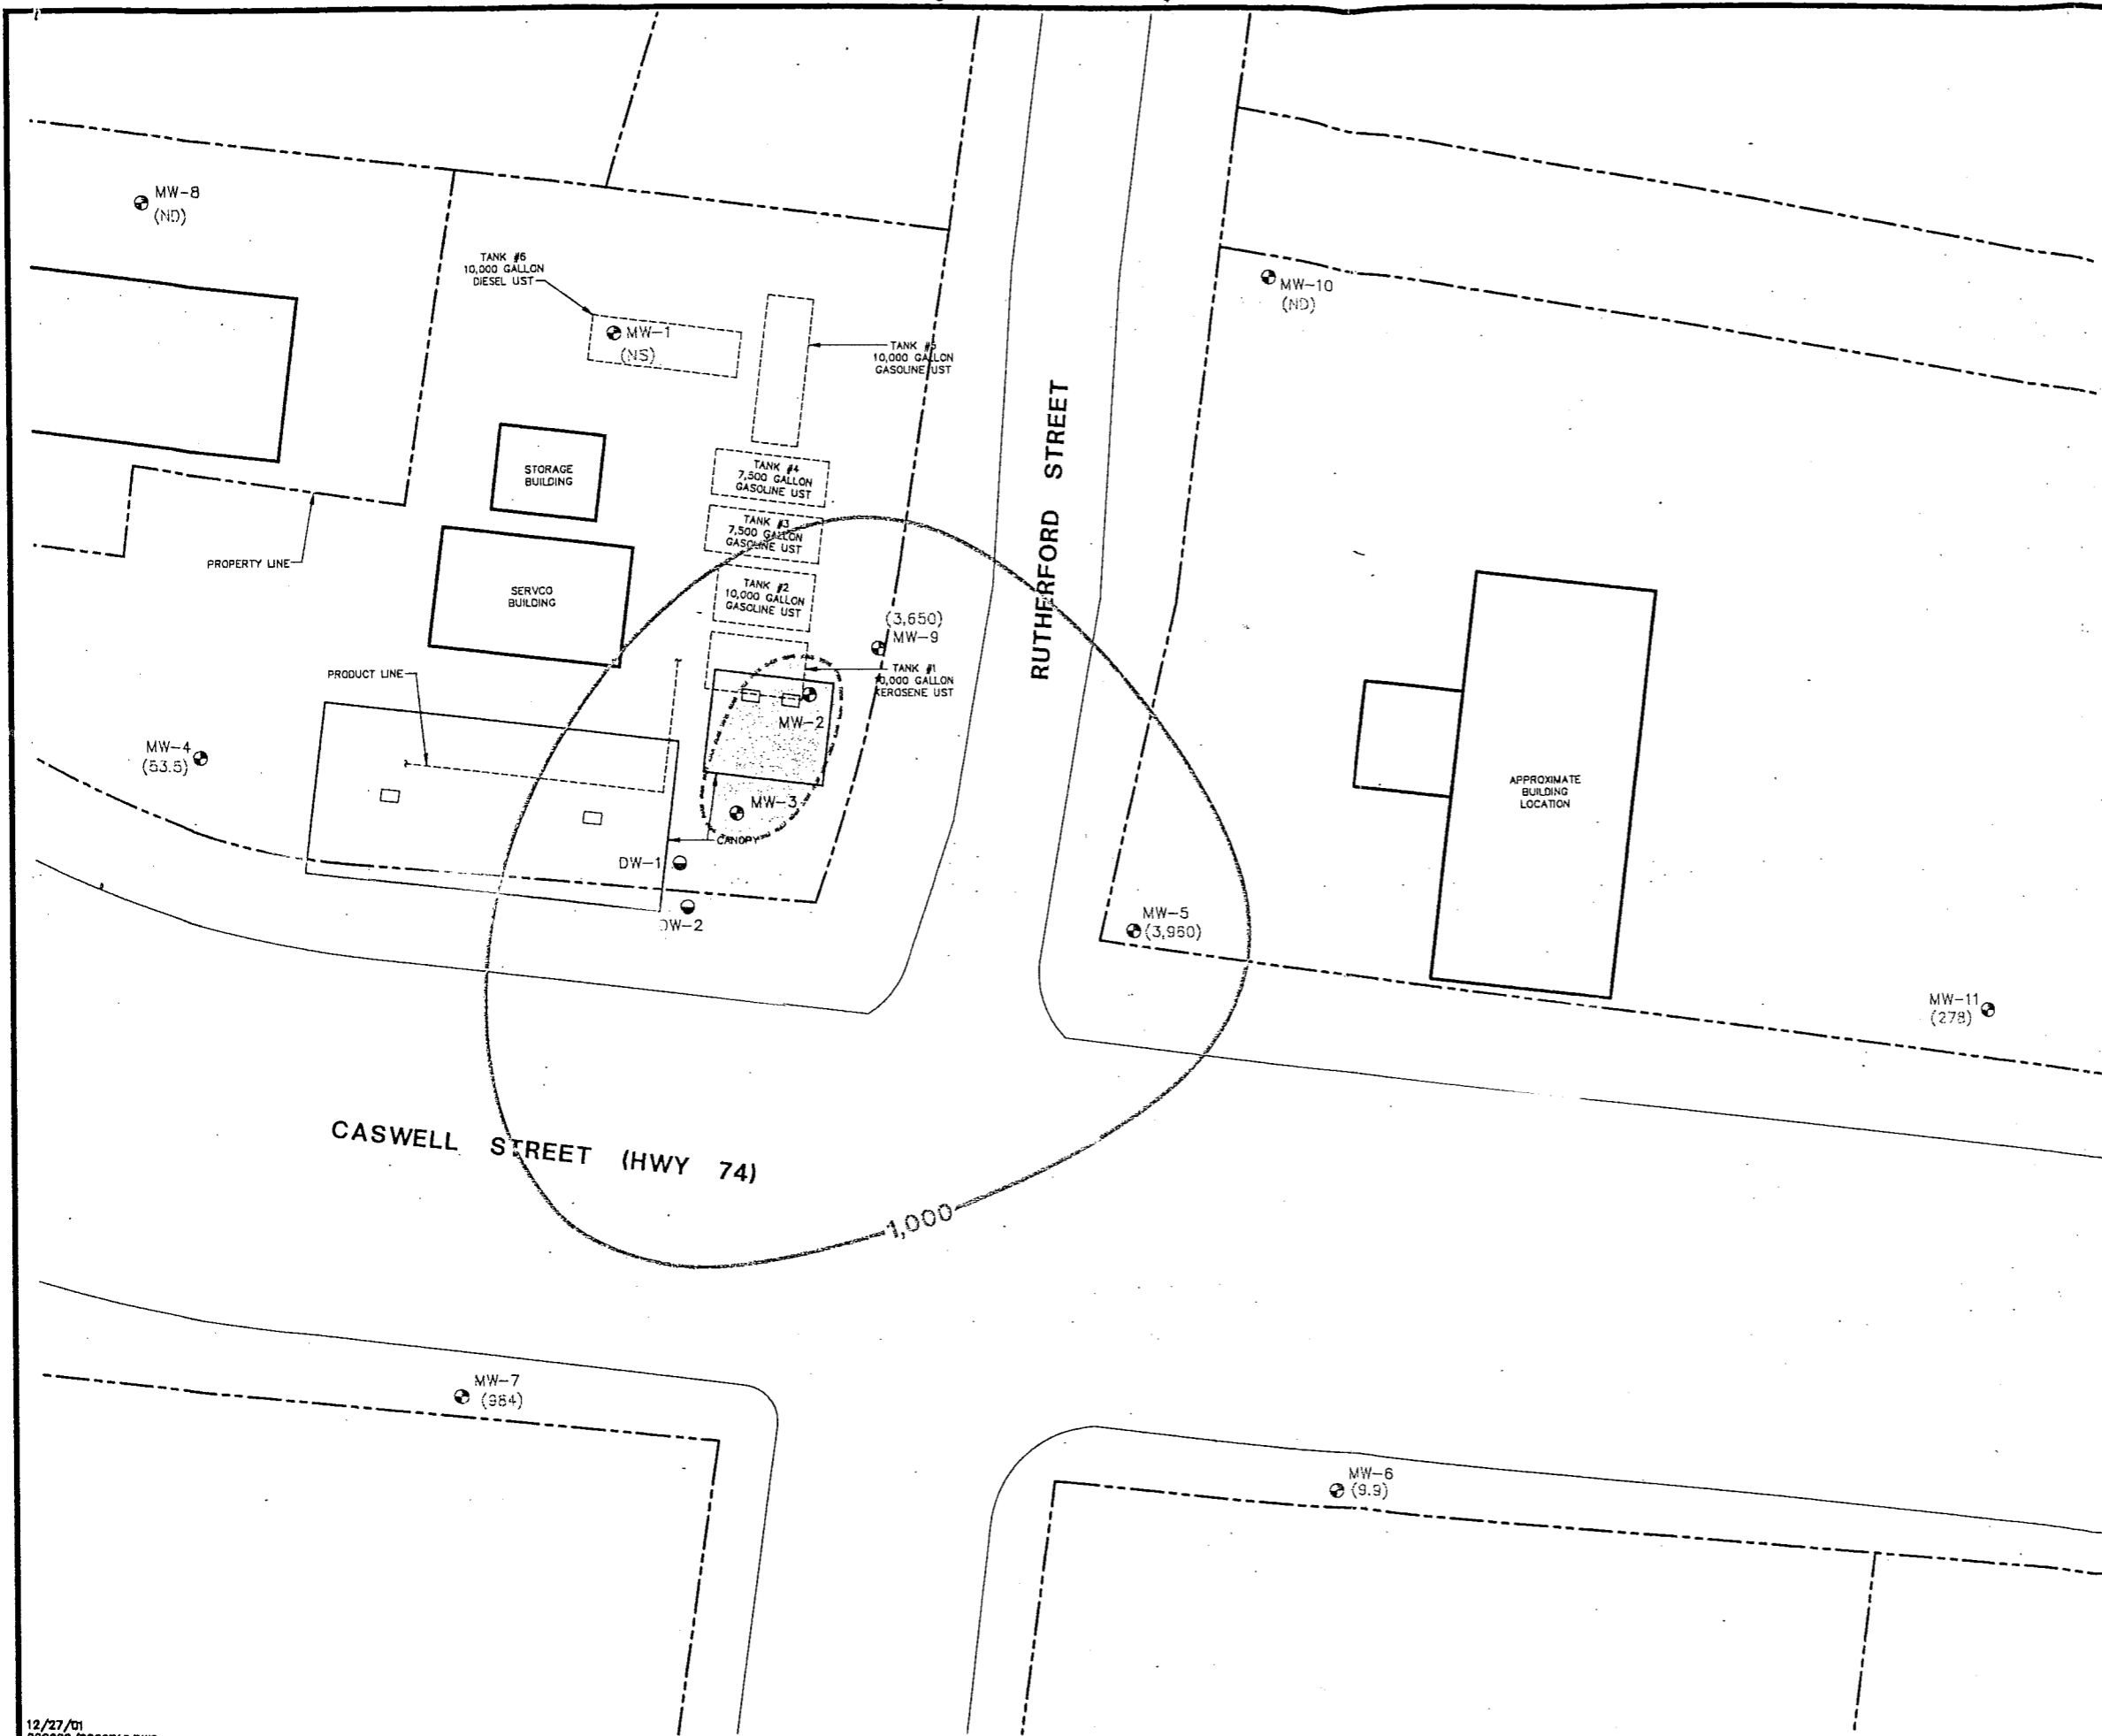 MW-8
(ND)
TANK #6
10,000 GALLON
DIESEL UST
MW-1
(NS)
TANK #5
10,000 GALLON
GASOLINE UST
MW-10
(ND)
RUTHERFORD STREET
STORAGE
BUILDING
TANK #4
7,500 GALLON
GASOLINE UST
TANK #3
7,500 GALLON
GASOLINE UST
PROPERTY LINE
SERVCO
BUILDING
TANK #2
10,000 GALLON
GASOLINE UST
(3,650)
MW-9
PRODUCT LINE
TANK #1
10,000 GALLON
KEROSENE UST
MW-2
MW-4
(53.5)
MW-3
CANOPY
APPROXIMATE
BUILDING
LOCATION
DW-1
DW-2
MW-5
(3,960)
MW-11
(278)
CASWELL STREET (HWY 74)
1,000
MW-7
(984)
MW-6
(9.9)
12/27/01